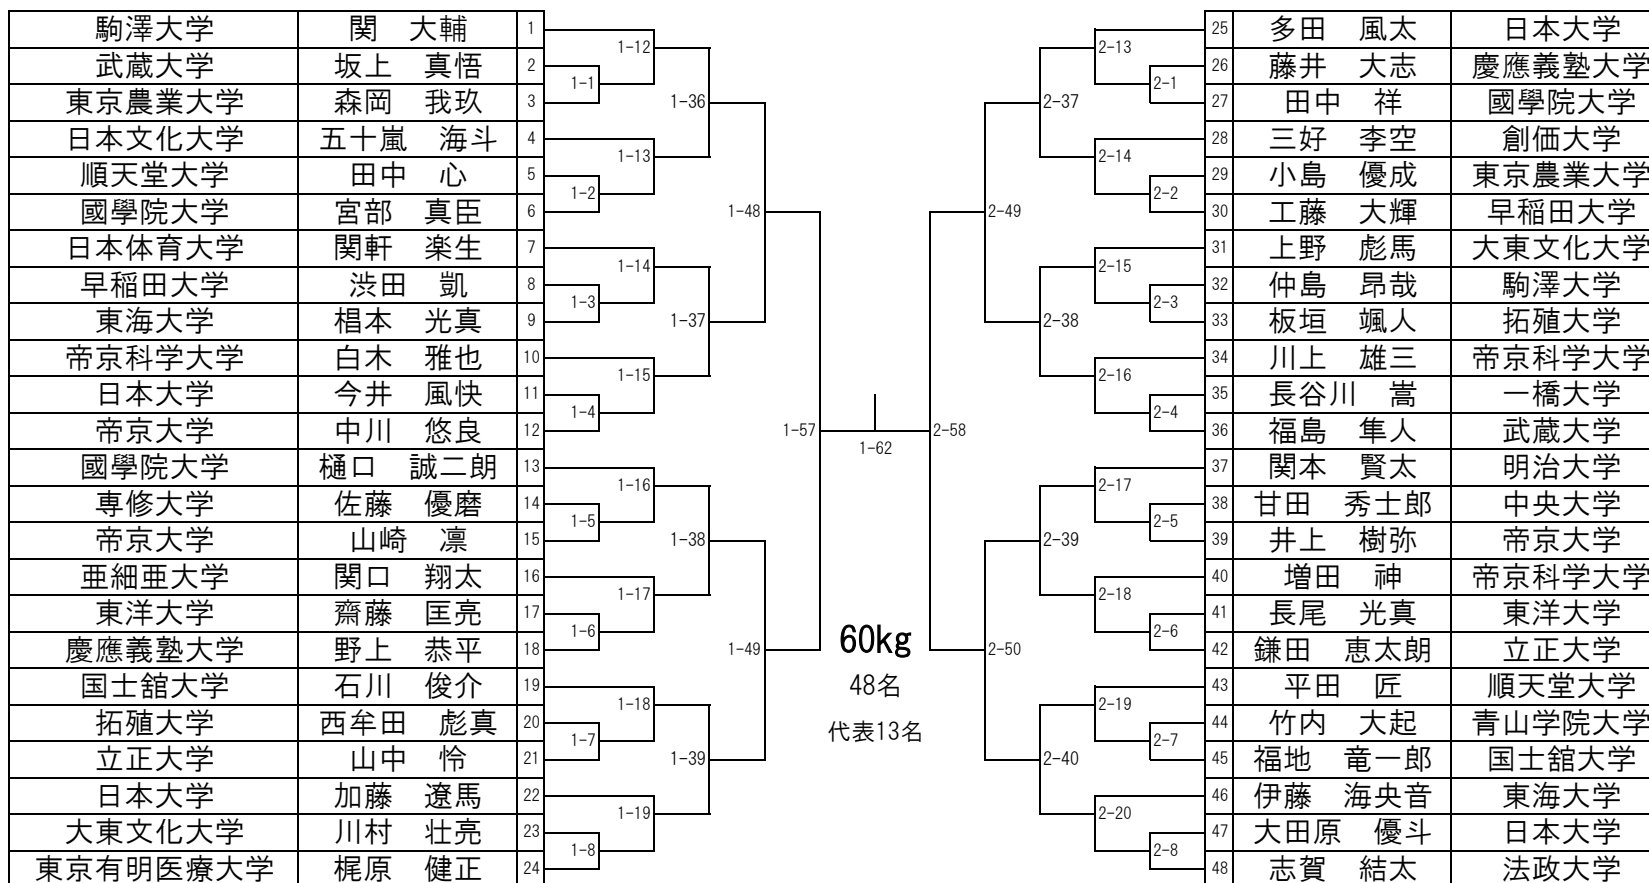 駒澤大学 関 大輔 1
武蔵大学 坂上 真悟 2
東京農業大学 森岡 我玖 3
日本文化大学 五十嵐 海斗 4
順天堂大学 田中 心 5
國學院大学 宮部 真臣 6
日本体育大学 関軒 楽生 7
早稲田大学 渋田 凱 8
東海大学 椙本 光真 9
帝京科学大学 白木 雅也 10
日本大学 今井 風快 11
帝京大学 中川 悠良 12
國學院大学 樋口 誠二朗 13
専修大学 佐藤 優磨 14
帝京大学 山崎 凛 15
亜細亜大学 関口 翔太 16
東洋大学 齋藤 匡亮 17
慶應義塾大学 野上 恭平 18
国士舘大学 石川 俊介 19
拓殖大学 西牟田 彪真 20
立正大学 山中 怜 21
日本大学 加藤 遼馬 22
大東文化大学 川村 壮亮 23
東京有明医療大学 梶原 健正 24
1-12
1-1
1-13
1-2
1-14
1-3
1-15
1-4
1-16
1-5
1-17
1-6
1-18
1-7
1-19
1-8
1-36
1-37
1-38
1-39
1-48
1-49
1-57
1-62
60kg
48名
代表13名
2-58
2-49
2-50
2-37
2-38
2-39
2-40
2-13
2-1
2-14
2-2
2-15
2-3
2-16
2-4
2-17
2-5
2-18
2-6
2-19
2-7
2-20
2-8
25 多田 風太 日本大学
26 藤井 大志 慶應義塾大学
27 田中 祥 國學院大学
28 三好 李空 創価大学
29 小島 優成 東京農業大学
30 工藤 大輝 早稲田大学
31 上野 彪馬 大東文化大学
32 仲島 昂哉 駒澤大学
33 板垣 颯人 拓殖大学
34 川上 雄三 帝京科学大学
35 長谷川 嵩 一橋大学
36 福島 隼人 武蔵大学
37 関本 賢太 明治大学
38 甘田 秀士郎 中央大学
39 井上 樹弥 帝京大学
40 増田 神 帝京科学大学
41 長尾 光真 東洋大学
42 鎌田 恵太朗 立正大学
43 平田 匠 順天堂大学
44 竹内 大起 青山学院大学
45 福地 竜一郎 国士舘大学
46 伊藤 海央音 東海大学
47 大田原 優斗 日本大学
48 志賀 結太 法政大学